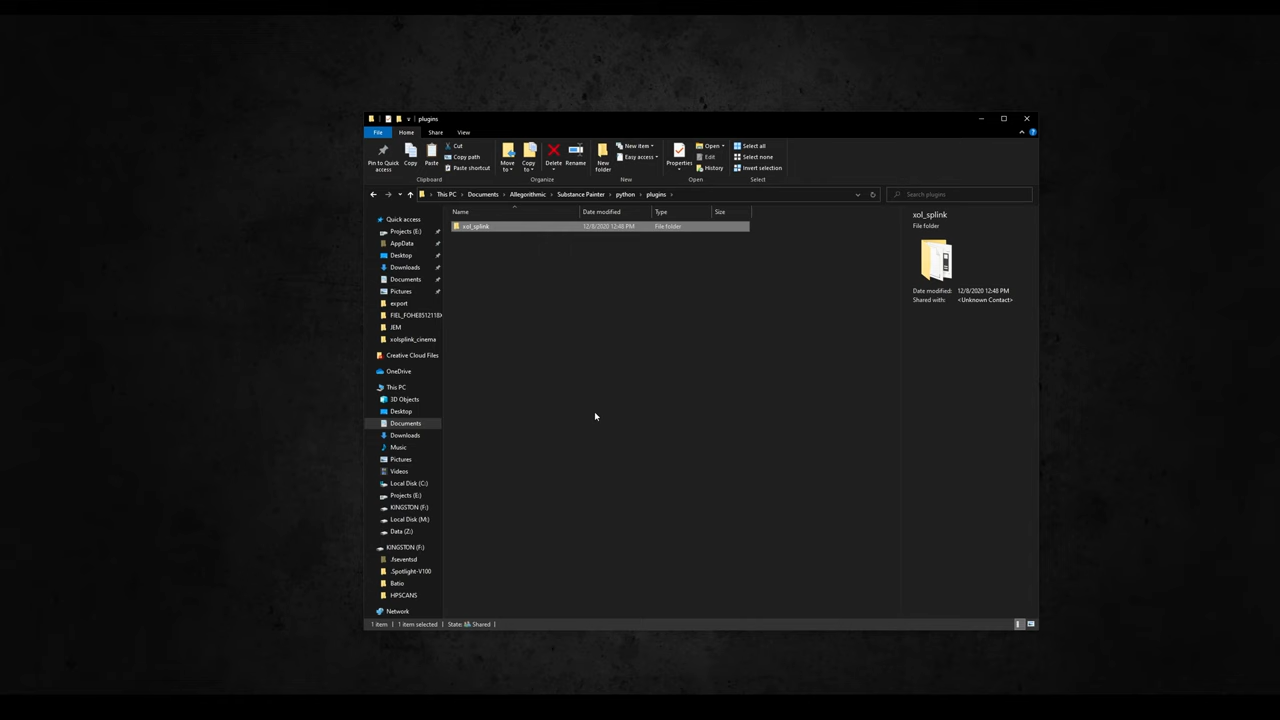 plugins
File Home Share View
Pin to Quick access
Copy
Paste
Cut
Copy path
Paste shortcut
Clipboard
Move to
Copy to
Delete
Rename
Organize
New folder
New item
Easy access
New
Properties
Open
Edit
History
Open
Select all
Select none
Invert selection
Select
This PC › Documents › Allegorithmic › Substance Painter › python › plugins ›
Search plugins
Name Date modified Type Size
xol_splink 12/8/2020 12:48 PM File folder
Quick access
Projects (E:)
AppData
Desktop
Downloads
Documents
Pictures
export
FIEL_FOHE8512118
JEM
xolsplink_cinema
Creative Cloud Files
OneDrive
This PC
3D Objects
Desktop
Documents
Downloads
Music
Pictures
Videos
Local Disk (C:)
Projects (E:)
KINGSTON (F:)
Local Disk (M:)
Data (Z:)
KINGSTON (F:)
.fseventsd
.Spotlight-V100
Batio
HPSCANS
Network
xol_splink
File folder
Date modified: 12/8/2020 12:48 PM
Shared with: <Unknown Contact>
1 item 1 item selected State: Shared